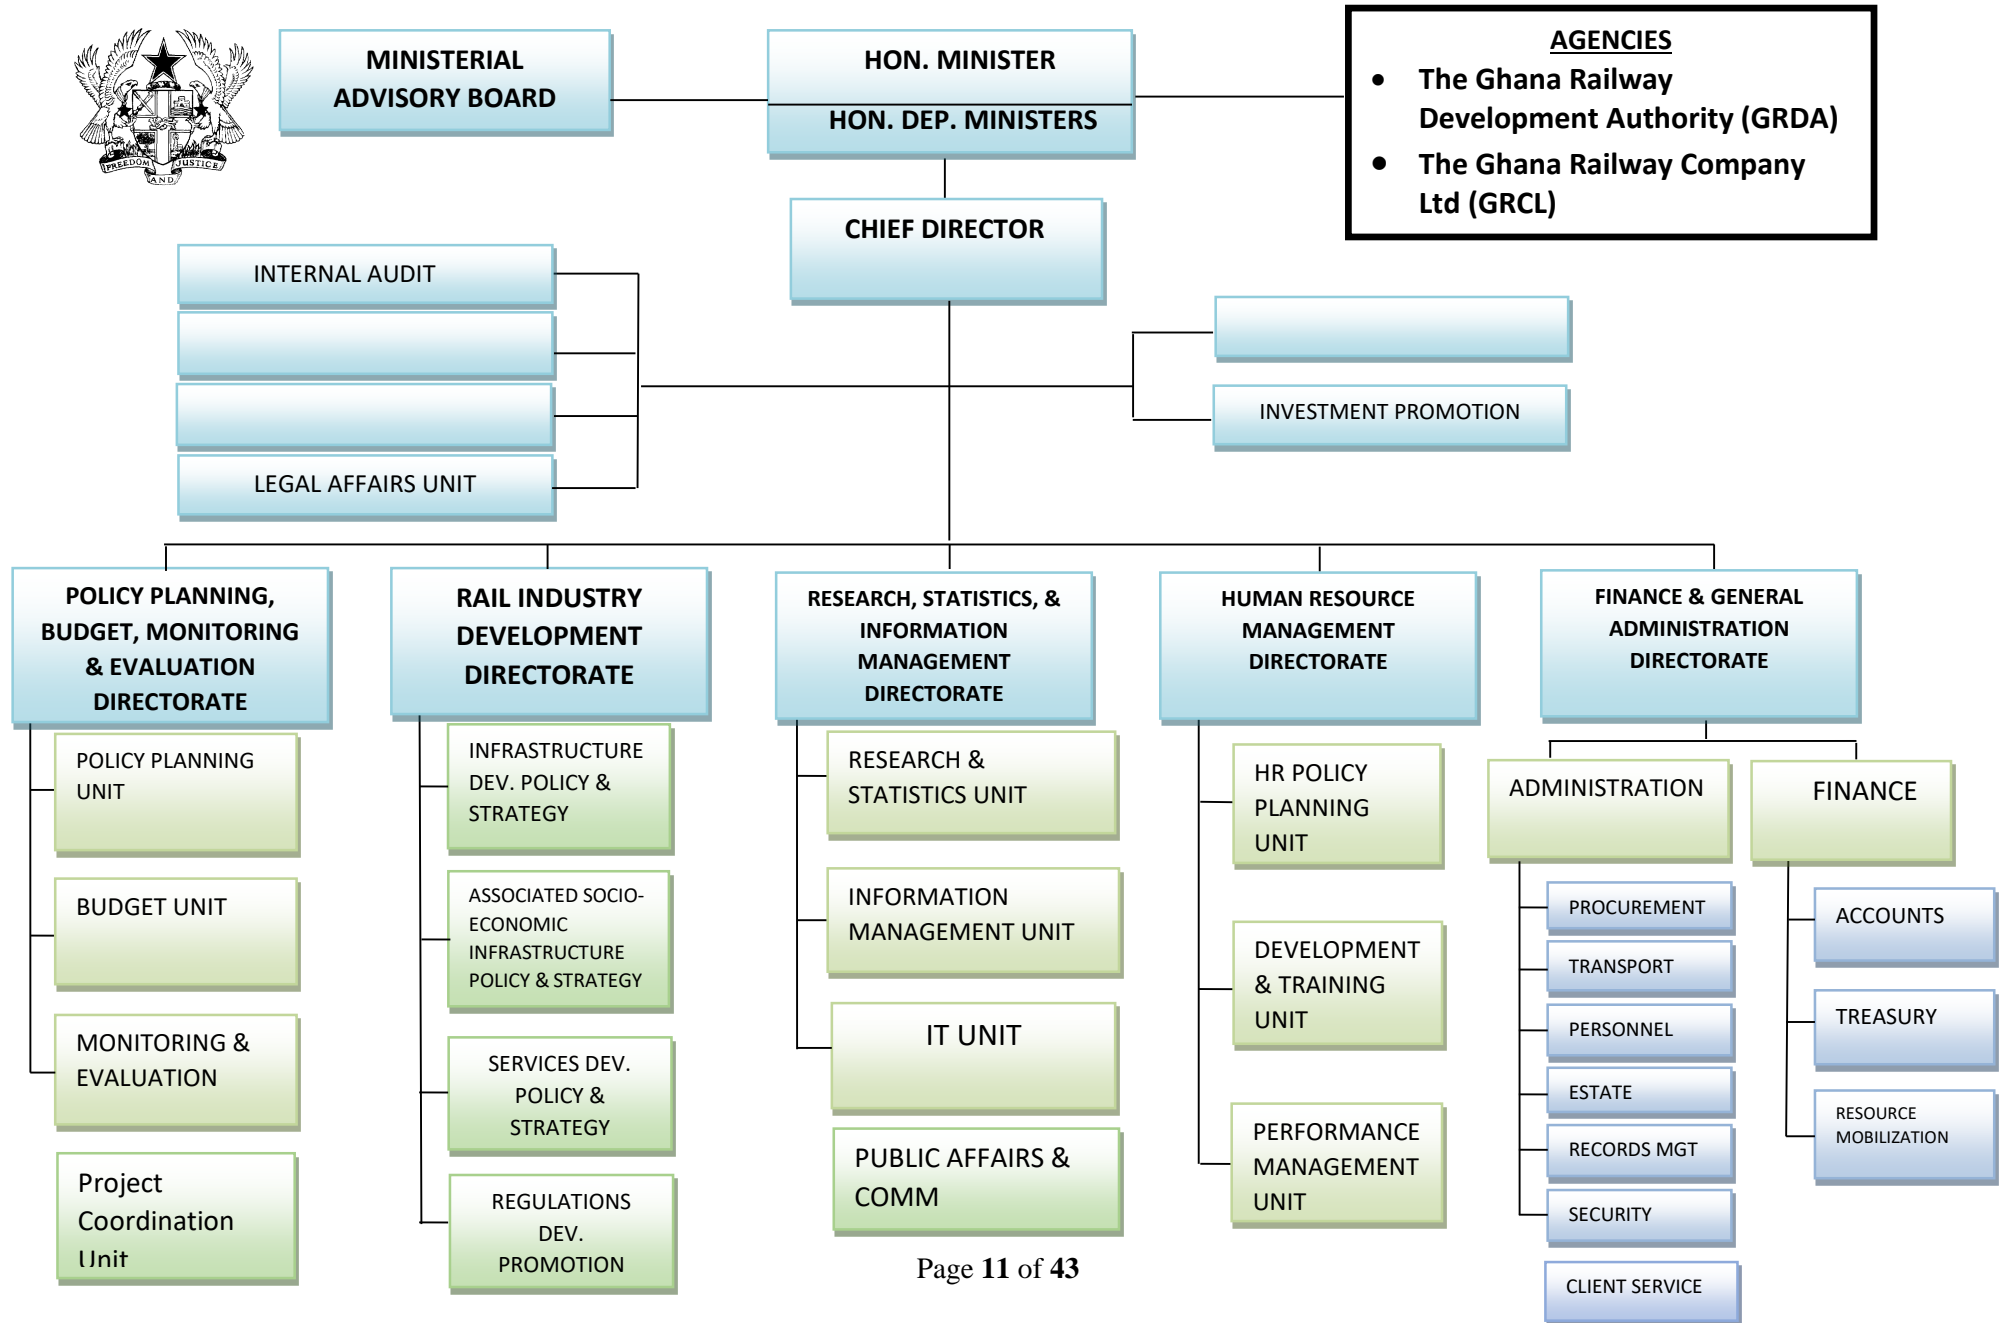 FREEDOM
AND
JUSTICE
MINISTERIAL
ADVISORY BOARD
HON. MINISTER
HON. DEP. MINISTERS
AGENCIES
• The Ghana Railway
Development Authority (GRDA)
• The Ghana Railway Company
Ltd (GRCL)
CHIEF DIRECTOR
INTERNAL AUDIT
LEGAL AFFAIRS UNIT
INVESTMENT PROMOTION
POLICY PLANNING,
BUDGET, MONITORING
& EVALUATION
DIRECTORATE
POLICY PLANNING
UNIT
BUDGET UNIT
MONITORING &
EVALUATION
Project
Coordination
Unit
RAIL INDUSTRY
DEVELOPMENT
DIRECTORATE
INFRASTRUCTURE
DEV. POLICY &
STRATEGY
ASSOCIATED SOCIO-
ECONOMIC
INFRASTRUCTURE
POLICY & STRATEGY
SERVICES DEV.
POLICY &
STRATEGY
REGULATIONS
DEV.
PROMOTION
RESEARCH, STATISTICS, &
INFORMATION
MANAGEMENT
DIRECTORATE
RESEARCH &
STATISTICS UNIT
INFORMATION
MANAGEMENT UNIT
IT UNIT
PUBLIC AFFAIRS &
COMM
HUMAN RESOURCE
MANAGEMENT
DIRECTORATE
HR POLICY
PLANNING
UNIT
DEVELOPMENT
& TRAINING
UNIT
PERFORMANCE
MANAGEMENT
UNIT
FINANCE & GENERAL
ADMINISTRATION
DIRECTORATE
ADMINISTRATION
PROCUREMENT
TRANSPORT
PERSONNEL
ESTATE
RECORDS MGT
SECURITY
CLIENT SERVICE
FINANCE
ACCOUNTS
TREASURY
RESOURCE
MOBILIZATION
Page 11 of 43